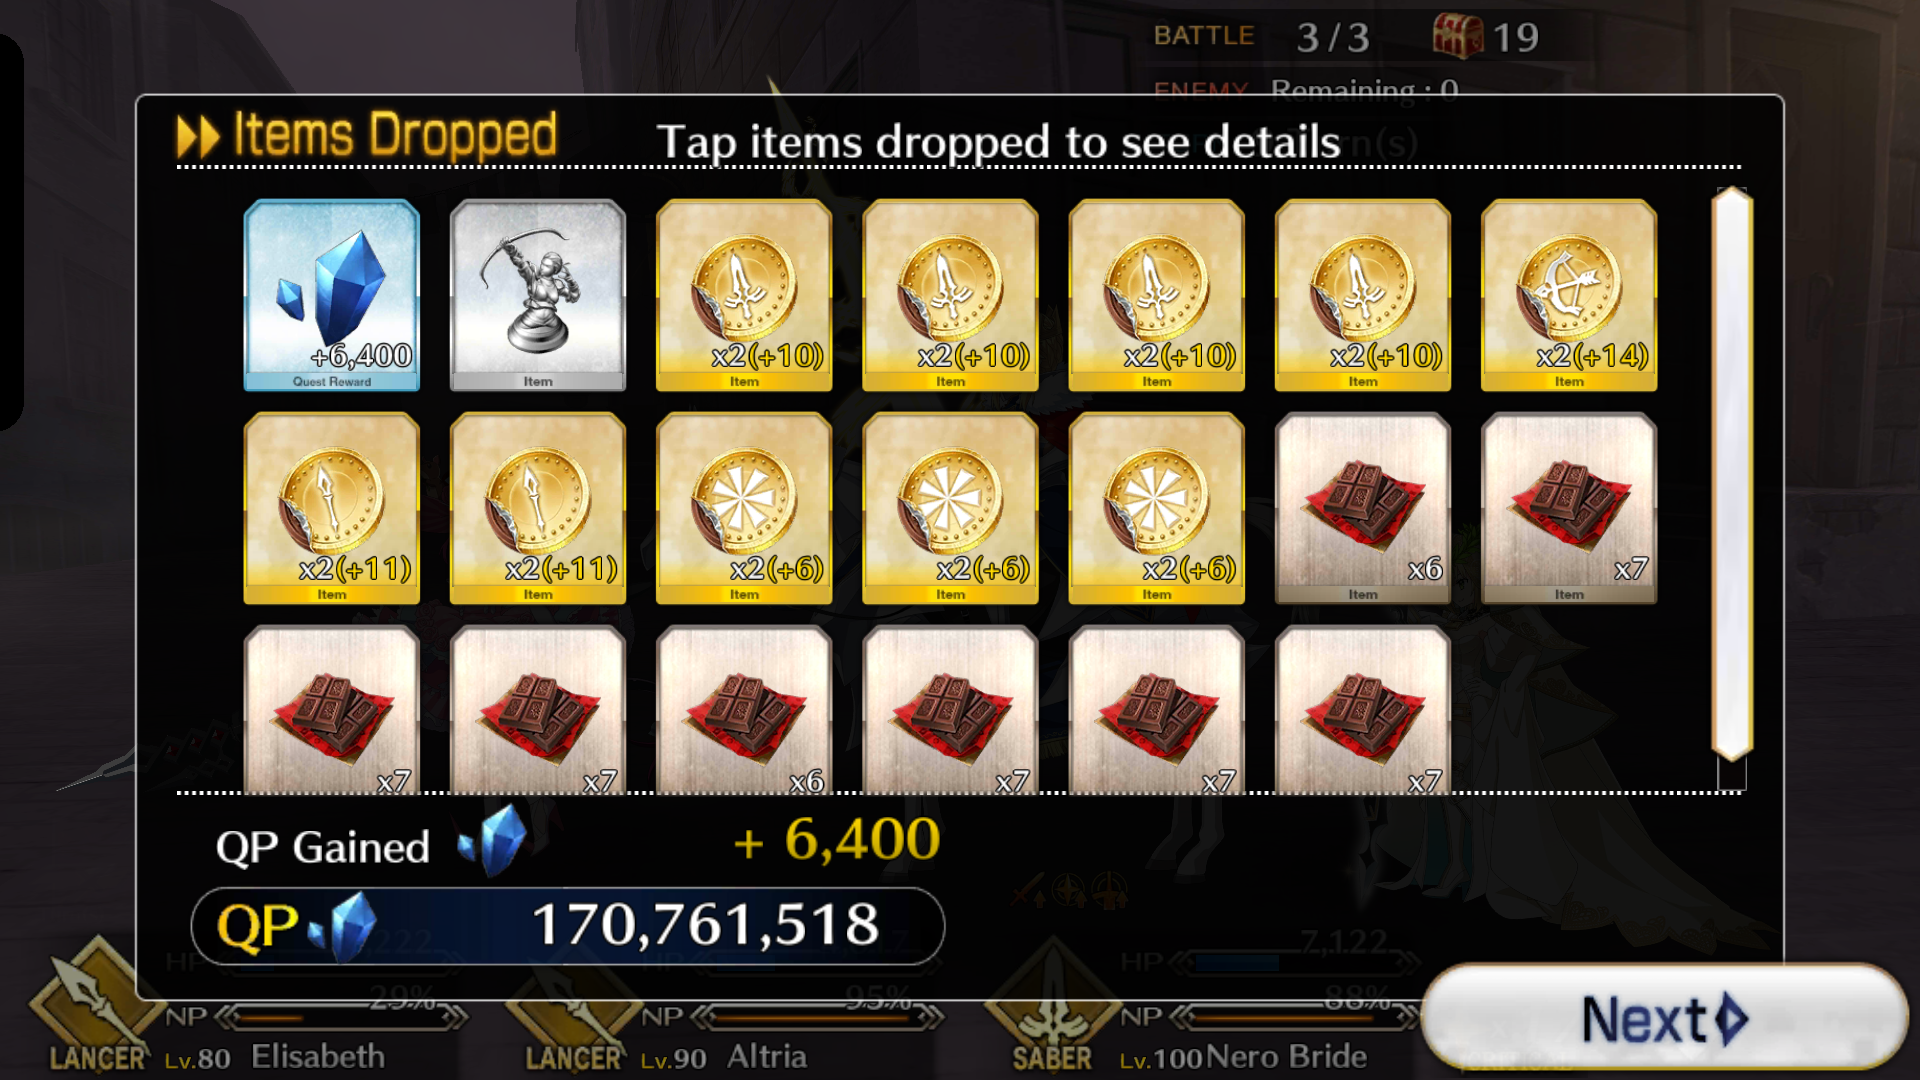 BATTLE 3/3 19
ENEMY Remaining : 0
Items Dropped Tap items dropped to see details
+6,400 x2(+10) x2(+10) x2(+10) x2(+10) x2(+14)
Quest Reward Item Item Item Item Item Item
x2(+11) x2(+11) x2(+6) x2(+6) x2(+6) x6 x7
Item Item Item Item Item Item Item
x7 x7 x6 x7 x7 x7
QP Gained + 6,400
QP 170,761,518
HP HP HP 7,122
NP 29% NP 95% NP 88%
LANCER Lv.80 Elisabeth LANCER Lv.90 Altria SABER Lv.100 Nero Bride
Next